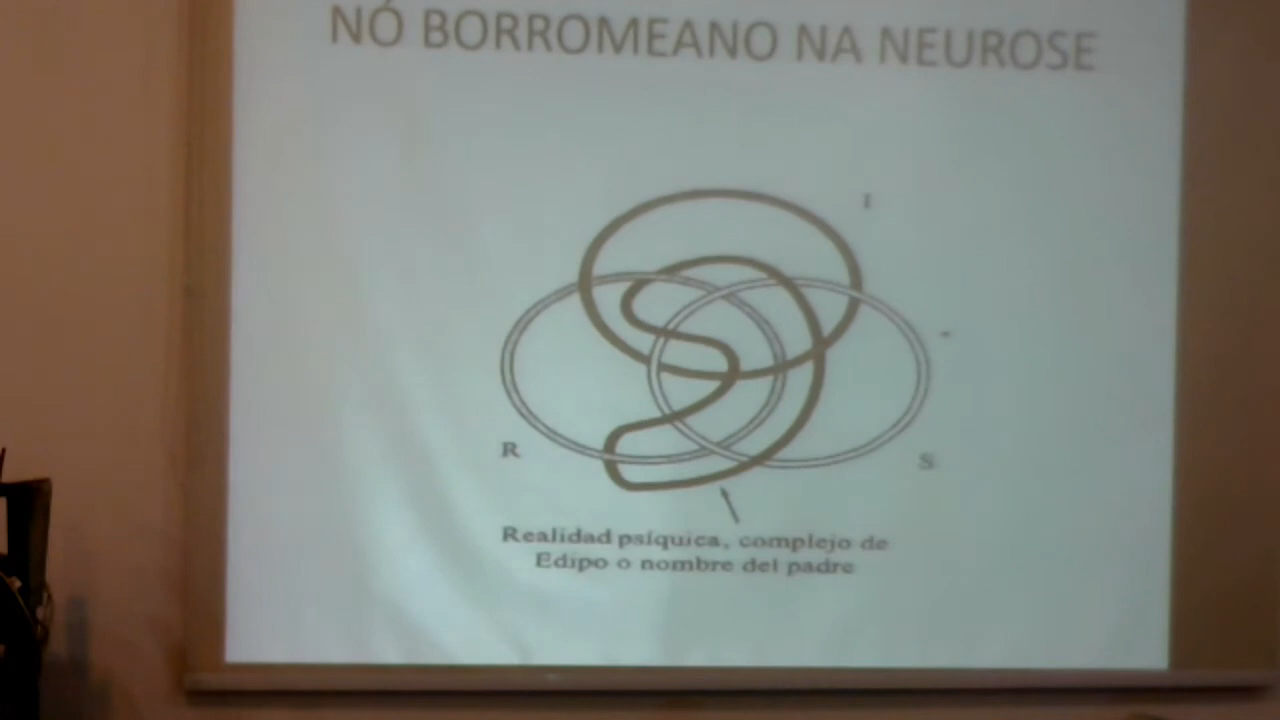 NÓ BORROMEANO NA NEUROSE
I
R
S
Realidad psíquica, complejo de
Edipo o nombre del padre